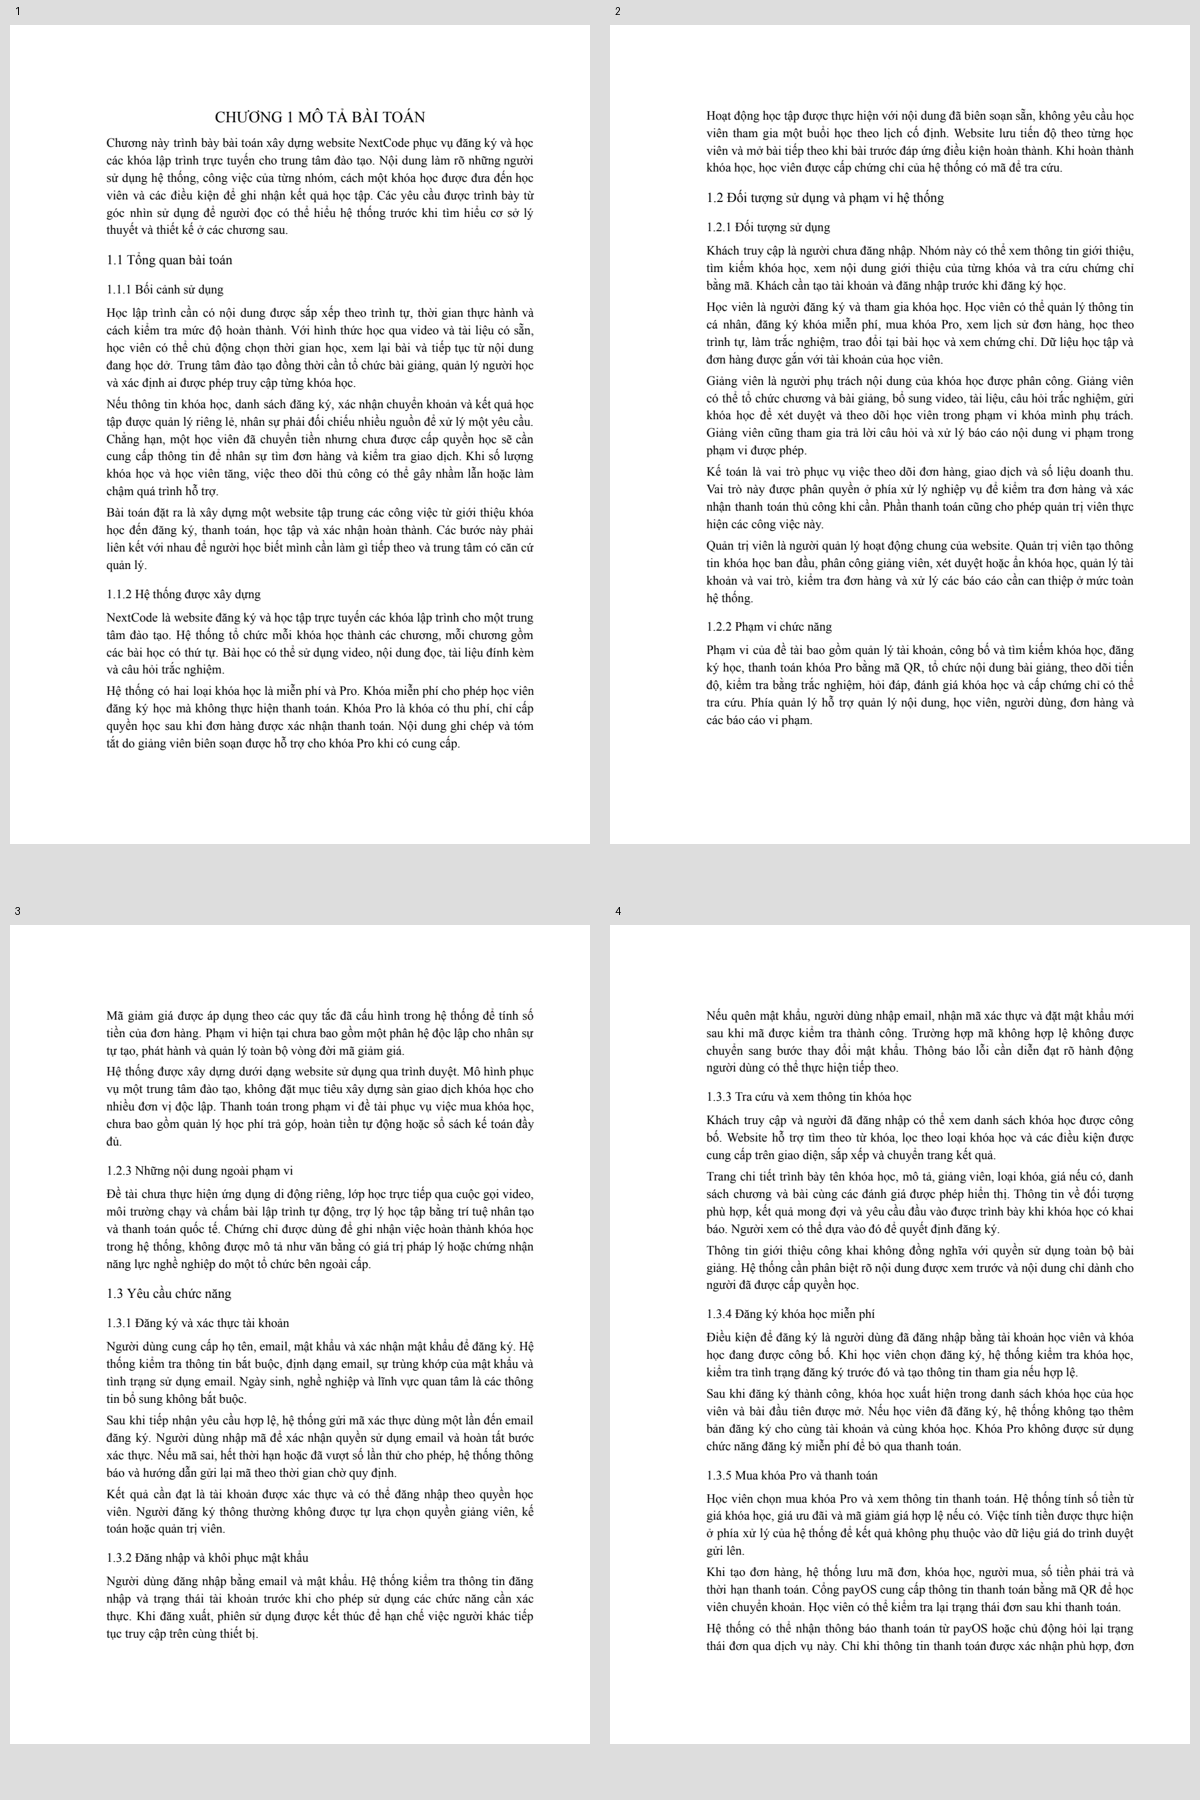 1
CHƯƠNG 1 MÔ TẢ BÀI TOÁN
Chương này trình bày bài toán xây dựng website NextCode phục vụ đăng ký và học
các khóa lập trình trực tuyến cho trung tâm đào tạo. Nội dung làm rõ những người
sử dụng hệ thống, công việc của từng nhóm, cách một khóa học được đưa đến học
viên và các điều kiện để ghi nhận kết quả học tập. Các yêu cầu được trình bày từ
góc nhìn sử dụng để người đọc có thể hiểu hệ thống trước khi tìm hiểu cơ sở lý
thuyết và thiết kế ở các chương sau.
1.1 Tổng quan bài toán
1.1.1 Bối cảnh sử dụng
Học lập trình cần có nội dung được sắp xếp theo trình tự, thời gian thực hành và
cách kiểm tra mức độ hoàn thành. Với hình thức học qua video và tài liệu có sẵn,
học viên có thể chủ động chọn thời gian học, xem lại bài và tiếp tục từ nội dung
đang học dở. Trung tâm đào tạo đồng thời cần tổ chức bài giảng, quản lý người học
và xác định ai được phép truy cập từng khóa học.
Nếu thông tin khóa học, danh sách đăng ký, xác nhận chuyển khoản và kết quả học
tập được quản lý riêng lẻ, nhân sự phải đối chiếu nhiều nguồn để xử lý một yêu cầu.
Chẳng hạn, một học viên đã chuyển tiền nhưng chưa được cấp quyền học sẽ cần
cung cấp thông tin để nhân sự tìm đơn hàng và kiểm tra giao dịch. Khi số lượng
khóa học và học viên tăng, việc theo dõi thủ công có thể gây nhầm lẫn hoặc làm
chậm quá trình hỗ trợ.
Bài toán đặt ra là xây dựng một website tập trung các công việc từ giới thiệu khóa
học đến đăng ký, thanh toán, học tập và xác nhận hoàn thành. Các bước này phải
liên kết với nhau để người học biết mình cần làm gì tiếp theo và trung tâm có căn cứ
quản lý.
1.1.2 Hệ thống được xây dựng
NextCode là website đăng ký và học tập trực tuyến các khóa lập trình cho một trung
tâm đào tạo. Hệ thống tổ chức mỗi khóa học thành các chương, mỗi chương gồm
các bài học có thứ tự. Bài học có thể sử dụng video, nội dung đọc, tài liệu đính kèm
và câu hỏi trắc nghiệm.
Hệ thống có hai loại khóa học là miễn phí và Pro. Khóa miễn phí cho phép học viên
đăng ký học mà không thực hiện thanh toán. Khóa Pro là khóa có thu phí, chỉ cấp
quyền học sau khi đơn hàng được xác nhận thanh toán. Nội dung ghi chép và tóm
tắt do giảng viên biên soạn được hỗ trợ cho khóa Pro khi có cung cấp.
2
Hoạt động học tập được thực hiện với nội dung đã biên soạn sẵn, không yêu cầu học
viên tham gia một buổi học theo lịch cố định. Website lưu tiến độ theo từng học
viên và mở bài tiếp theo khi bài trước đáp ứng điều kiện hoàn thành. Khi hoàn thành
khóa học, học viên được cấp chứng chỉ của hệ thống có mã để tra cứu.
1.2 Đối tượng sử dụng và phạm vi hệ thống
1.2.1 Đối tượng sử dụng
Khách truy cập là người chưa đăng nhập. Nhóm này có thể xem thông tin giới thiệu,
tìm kiếm khóa học, xem nội dung giới thiệu của từng khóa và tra cứu chứng chỉ
bằng mã. Khách cần tạo tài khoản và đăng nhập trước khi đăng ký học.
Học viên là người đăng ký và tham gia khóa học. Học viên có thể quản lý thông tin
cá nhân, đăng ký khóa miễn phí, mua khóa Pro, xem lịch sử đơn hàng, học theo
trình tự, làm trắc nghiệm, trao đổi tại bài học và xem chứng chỉ. Dữ liệu học tập và
đơn hàng được gắn với tài khoản của học viên.
Giảng viên là người phụ trách nội dung của khóa học được phân công. Giảng viên
có thể tổ chức chương và bài giảng, bổ sung video, tài liệu, câu hỏi trắc nghiệm, gửi
khóa học để xét duyệt và theo dõi học viên trong phạm vi khóa mình phụ trách.
Giảng viên cũng tham gia trả lời câu hỏi và xử lý báo cáo nội dung vi phạm trong
phạm vi được phép.
Kế toán là vai trò phục vụ việc theo dõi đơn hàng, giao dịch và số liệu doanh thu.
Vai trò này được phân quyền ở phía xử lý nghiệp vụ để kiểm tra đơn hàng và xác
nhận thanh toán thủ công khi cần. Phần thanh toán cũng cho phép quản trị viên thực
hiện các công việc này.
Quản trị viên là người quản lý hoạt động chung của website. Quản trị viên tạo thông
tin khóa học ban đầu, phân công giảng viên, xét duyệt hoặc ẩn khóa học, quản lý tài
khoản và vai trò, kiểm tra đơn hàng và xử lý các báo cáo cần can thiệp ở mức toàn
hệ thống.
1.2.2 Phạm vi chức năng
Phạm vi của đề tài bao gồm quản lý tài khoản, công bố và tìm kiếm khóa học, đăng
ký học, thanh toán khóa Pro bằng mã QR, tổ chức nội dung bài giảng, theo dõi tiến
độ, kiểm tra bằng trắc nghiệm, hỏi đáp, đánh giá khóa học và cấp chứng chỉ có thể
tra cứu. Phía quản lý hỗ trợ quản lý nội dung, học viên, người dùng, đơn hàng và
các báo cáo vi phạm.
3
Mã giảm giá được áp dụng theo các quy tắc đã cấu hình trong hệ thống để tính số
tiền của đơn hàng. Phạm vi hiện tại chưa bao gồm một phân hệ độc lập cho nhân sự
tự tạo, phát hành và quản lý toàn bộ vòng đời mã giảm giá.
Hệ thống được xây dựng dưới dạng website sử dụng qua trình duyệt. Mô hình phục
vụ một trung tâm đào tạo, không đặt mục tiêu xây dựng sàn giao dịch khóa học cho
nhiều đơn vị độc lập. Thanh toán trong phạm vi đề tài phục vụ việc mua khóa học,
chưa bao gồm quản lý học phí trả góp, hoàn tiền tự động hoặc sổ sách kế toán đầy
đủ.
1.2.3 Những nội dung ngoài phạm vi
Đề tài chưa thực hiện ứng dụng di động riêng, lớp học trực tiếp qua cuộc gọi video,
môi trường chạy và chấm bài lập trình tự động, trợ lý học tập bằng trí tuệ nhân tạo
và thanh toán quốc tế. Chứng chỉ được dùng để ghi nhận việc hoàn thành khóa học
trong hệ thống, không được mô tả như văn bằng có giá trị pháp lý hoặc chứng nhận
năng lực nghề nghiệp do một tổ chức bên ngoài cấp.
1.3 Yêu cầu chức năng
1.3.1 Đăng ký và xác thực tài khoản
Người dùng cung cấp họ tên, email, mật khẩu và xác nhận mật khẩu để đăng ký. Hệ
thống kiểm tra thông tin bắt buộc, định dạng email, sự trùng khớp của mật khẩu và
tình trạng sử dụng email. Ngày sinh, nghề nghiệp và lĩnh vực quan tâm là các thông
tin bổ sung không bắt buộc.
Sau khi tiếp nhận yêu cầu hợp lệ, hệ thống gửi mã xác thực dùng một lần đến email
đăng ký. Người dùng nhập mã để xác nhận quyền sử dụng email và hoàn tất bước
xác thực. Nếu mã sai, hết thời hạn hoặc đã vượt số lần thử cho phép, hệ thống thông
báo và hướng dẫn gửi lại mã theo thời gian chờ quy định.
Kết quả cần đạt là tài khoản được xác thực và có thể đăng nhập theo quyền học
viên. Người đăng ký thông thường không được tự lựa chọn quyền giảng viên, kế
toán hoặc quản trị viên.
1.3.2 Đăng nhập và khôi phục mật khẩu
Người dùng đăng nhập bằng email và mật khẩu. Hệ thống kiểm tra thông tin đăng
nhập và trạng thái tài khoản trước khi cho phép sử dụng các chức năng cần xác
thực. Khi đăng xuất, phiên sử dụng được kết thúc để hạn chế việc người khác tiếp
tục truy cập trên cùng thiết bị.
4
Nếu quên mật khẩu, người dùng nhập email, nhận mã xác thực và đặt mật khẩu mới
sau khi mã được kiểm tra thành công. Trường hợp mã không hợp lệ không được
chuyển sang bước thay đổi mật khẩu. Thông báo lỗi cần diễn đạt rõ hành động
người dùng có thể thực hiện tiếp theo.
1.3.3 Tra cứu và xem thông tin khóa học
Khách truy cập và người đã đăng nhập có thể xem danh sách khóa học được công
bố. Website hỗ trợ tìm theo từ khóa, lọc theo loại khóa học và các điều kiện được
cung cấp trên giao diện, sắp xếp và chuyển trang kết quả.
Trang chi tiết trình bày tên khóa học, mô tả, giảng viên, loại khóa, giá nếu có, danh
sách chương và bài cùng các đánh giá được phép hiển thị. Thông tin về đối tượng
phù hợp, kết quả mong đợi và yêu cầu đầu vào được trình bày khi khóa học có khai
báo. Người xem có thể dựa vào đó để quyết định đăng ký.
Thông tin giới thiệu công khai không đồng nghĩa với quyền sử dụng toàn bộ bài
giảng. Hệ thống cần phân biệt rõ nội dung được xem trước và nội dung chỉ dành cho
người đã được cấp quyền học.
1.3.4 Đăng ký khóa học miễn phí
Điều kiện để đăng ký là người dùng đã đăng nhập bằng tài khoản học viên và khóa
học đang được công bố. Khi học viên chọn đăng ký, hệ thống kiểm tra khóa học,
kiểm tra tình trạng đăng ký trước đó và tạo thông tin tham gia nếu hợp lệ.
Sau khi đăng ký thành công, khóa học xuất hiện trong danh sách khóa học của học
viên và bài đầu tiên được mở. Nếu học viên đã đăng ký, hệ thống không tạo thêm
bản đăng ký cho cùng tài khoản và cùng khóa học. Khóa Pro không được sử dụng
chức năng đăng ký miễn phí để bỏ qua thanh toán.
1.3.5 Mua khóa Pro và thanh toán
Học viên chọn mua khóa Pro và xem thông tin thanh toán. Hệ thống tính số tiền từ
giá khóa học, giá ưu đãi và mã giảm giá hợp lệ nếu có. Việc tính tiền được thực hiện
ở phía xử lý của hệ thống để kết quả không phụ thuộc vào dữ liệu giá do trình duyệt
gửi lên.
Khi tạo đơn hàng, hệ thống lưu mã đơn, khóa học, người mua, số tiền phải trả và
thời hạn thanh toán. Cổng payOS cung cấp thông tin thanh toán bằng mã QR để học
viên chuyển khoản. Học viên có thể kiểm tra lại trạng thái đơn sau khi thanh toán.
Hệ thống có thể nhận thông báo thanh toán từ payOS hoặc chủ động hỏi lại trạng
thái đơn qua dịch vụ này. Chỉ khi thông tin thanh toán được xác nhận phù hợp, đơn